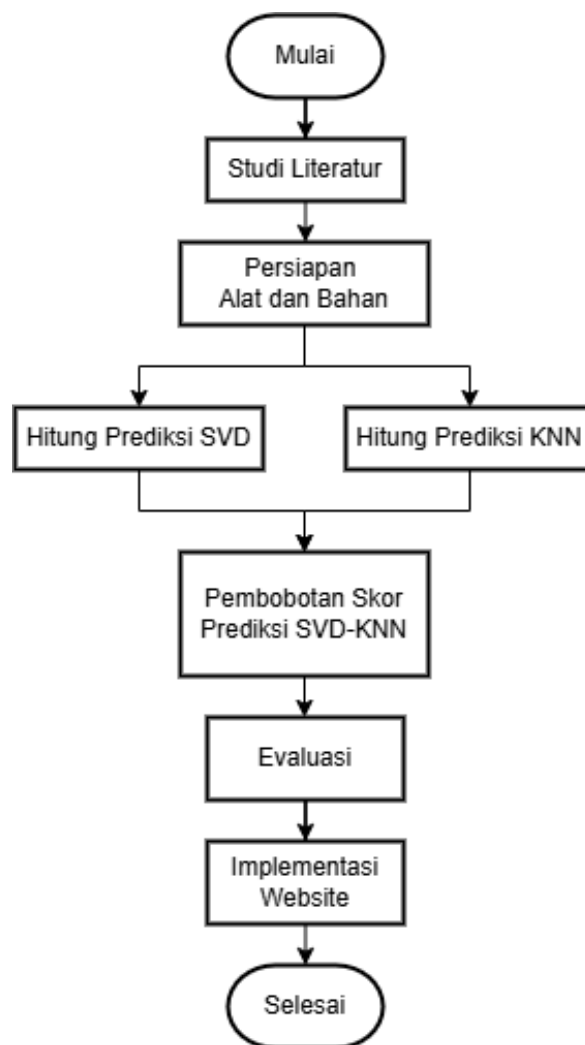 Mulai
Studi Literatur
Persiapan
Alat dan Bahan
Hitung Prediksi SVD
Hitung Prediksi KNN
Pembobotan Skor
Prediksi SVD-KNN
Evaluasi
Implementasi
Website
Selesai